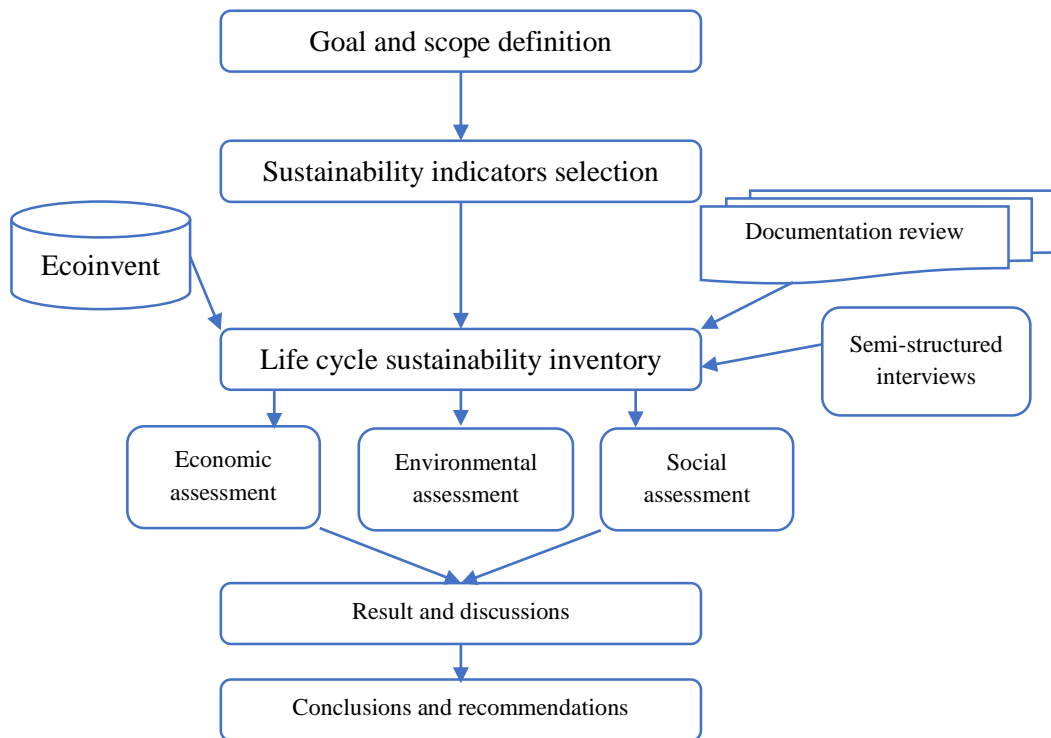 Goal and scope definition
Sustainability indicators selection
Ecoinvent
Documentation review
Life cycle sustainability inventory
Semi-structured
interviews
Economic
assessment
Environmental
assessment
Social
assessment
Result and discussions
Conclusions and recommendations